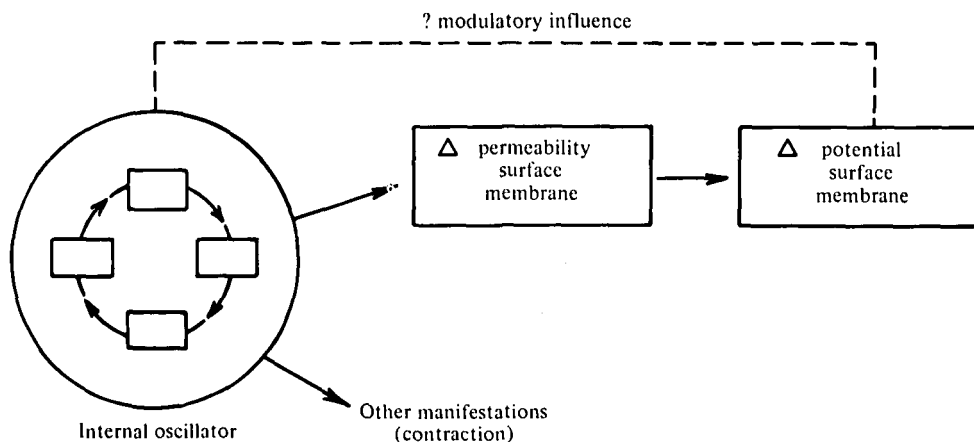 ? modulatory influence
△ permeability
surface
membrane
△ potential
surface
membrane
Other manifestations
(contraction)
Internal oscillator